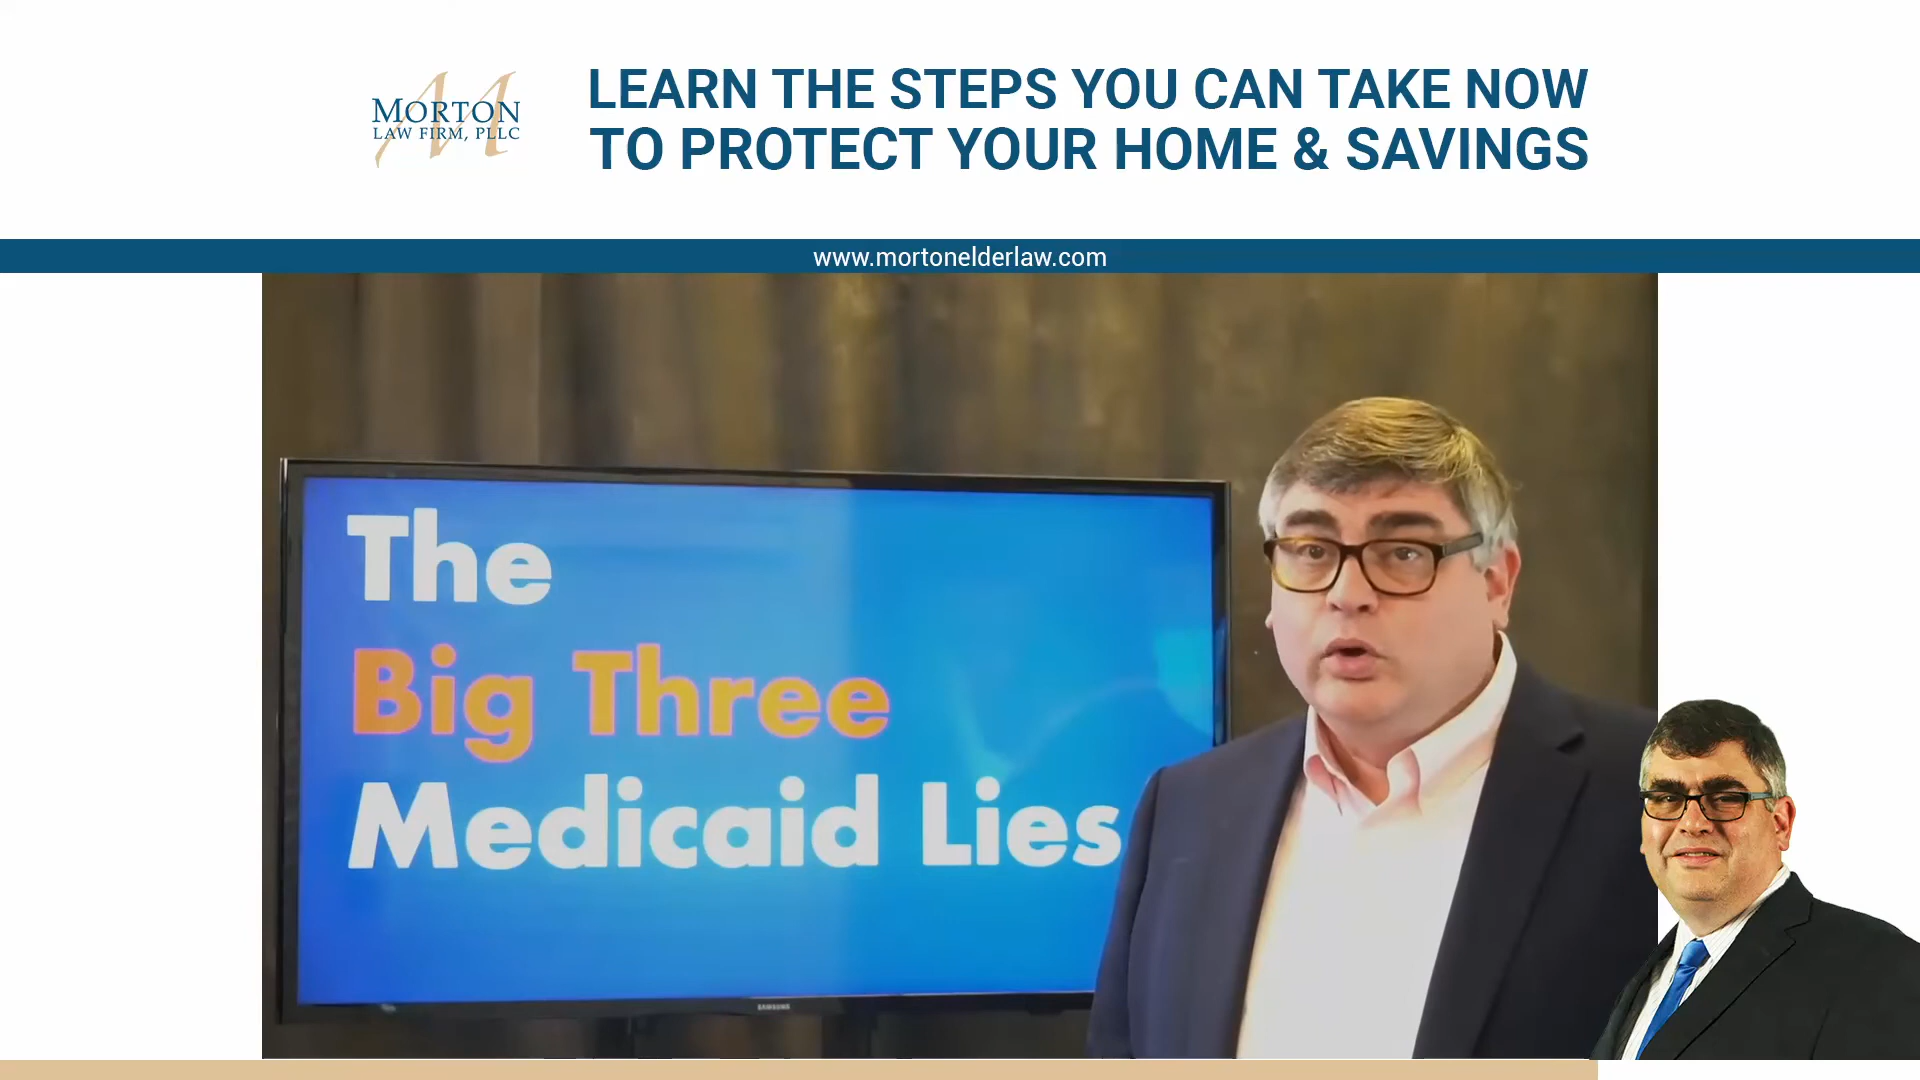 MORTON
LAW FIRM, PLLC
LEARN THE STEPS YOU CAN TAKE NOW
TO PROTECT YOUR HOME & SAVINGS
www.mortonelderlaw.com
The
Big Three
Medicaid Lies
SAMSUNG